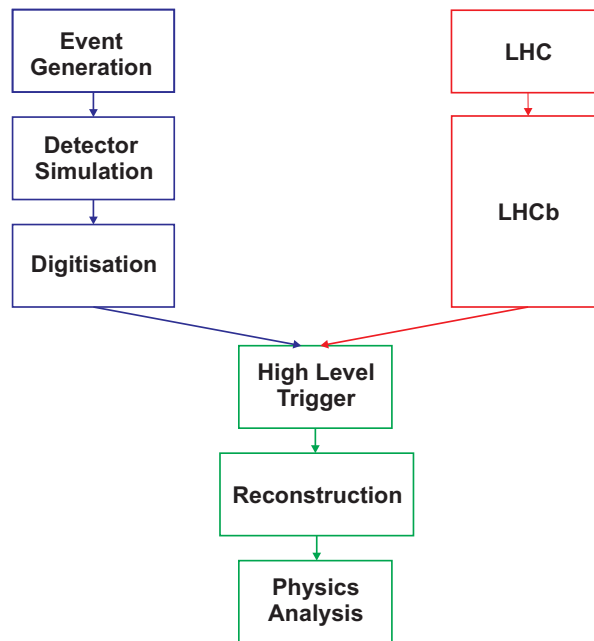 Event
Generation
LHC
Detector
Simulation
LHCb
Digitisation
High Level
Trigger
Reconstruction
Physics
Analysis